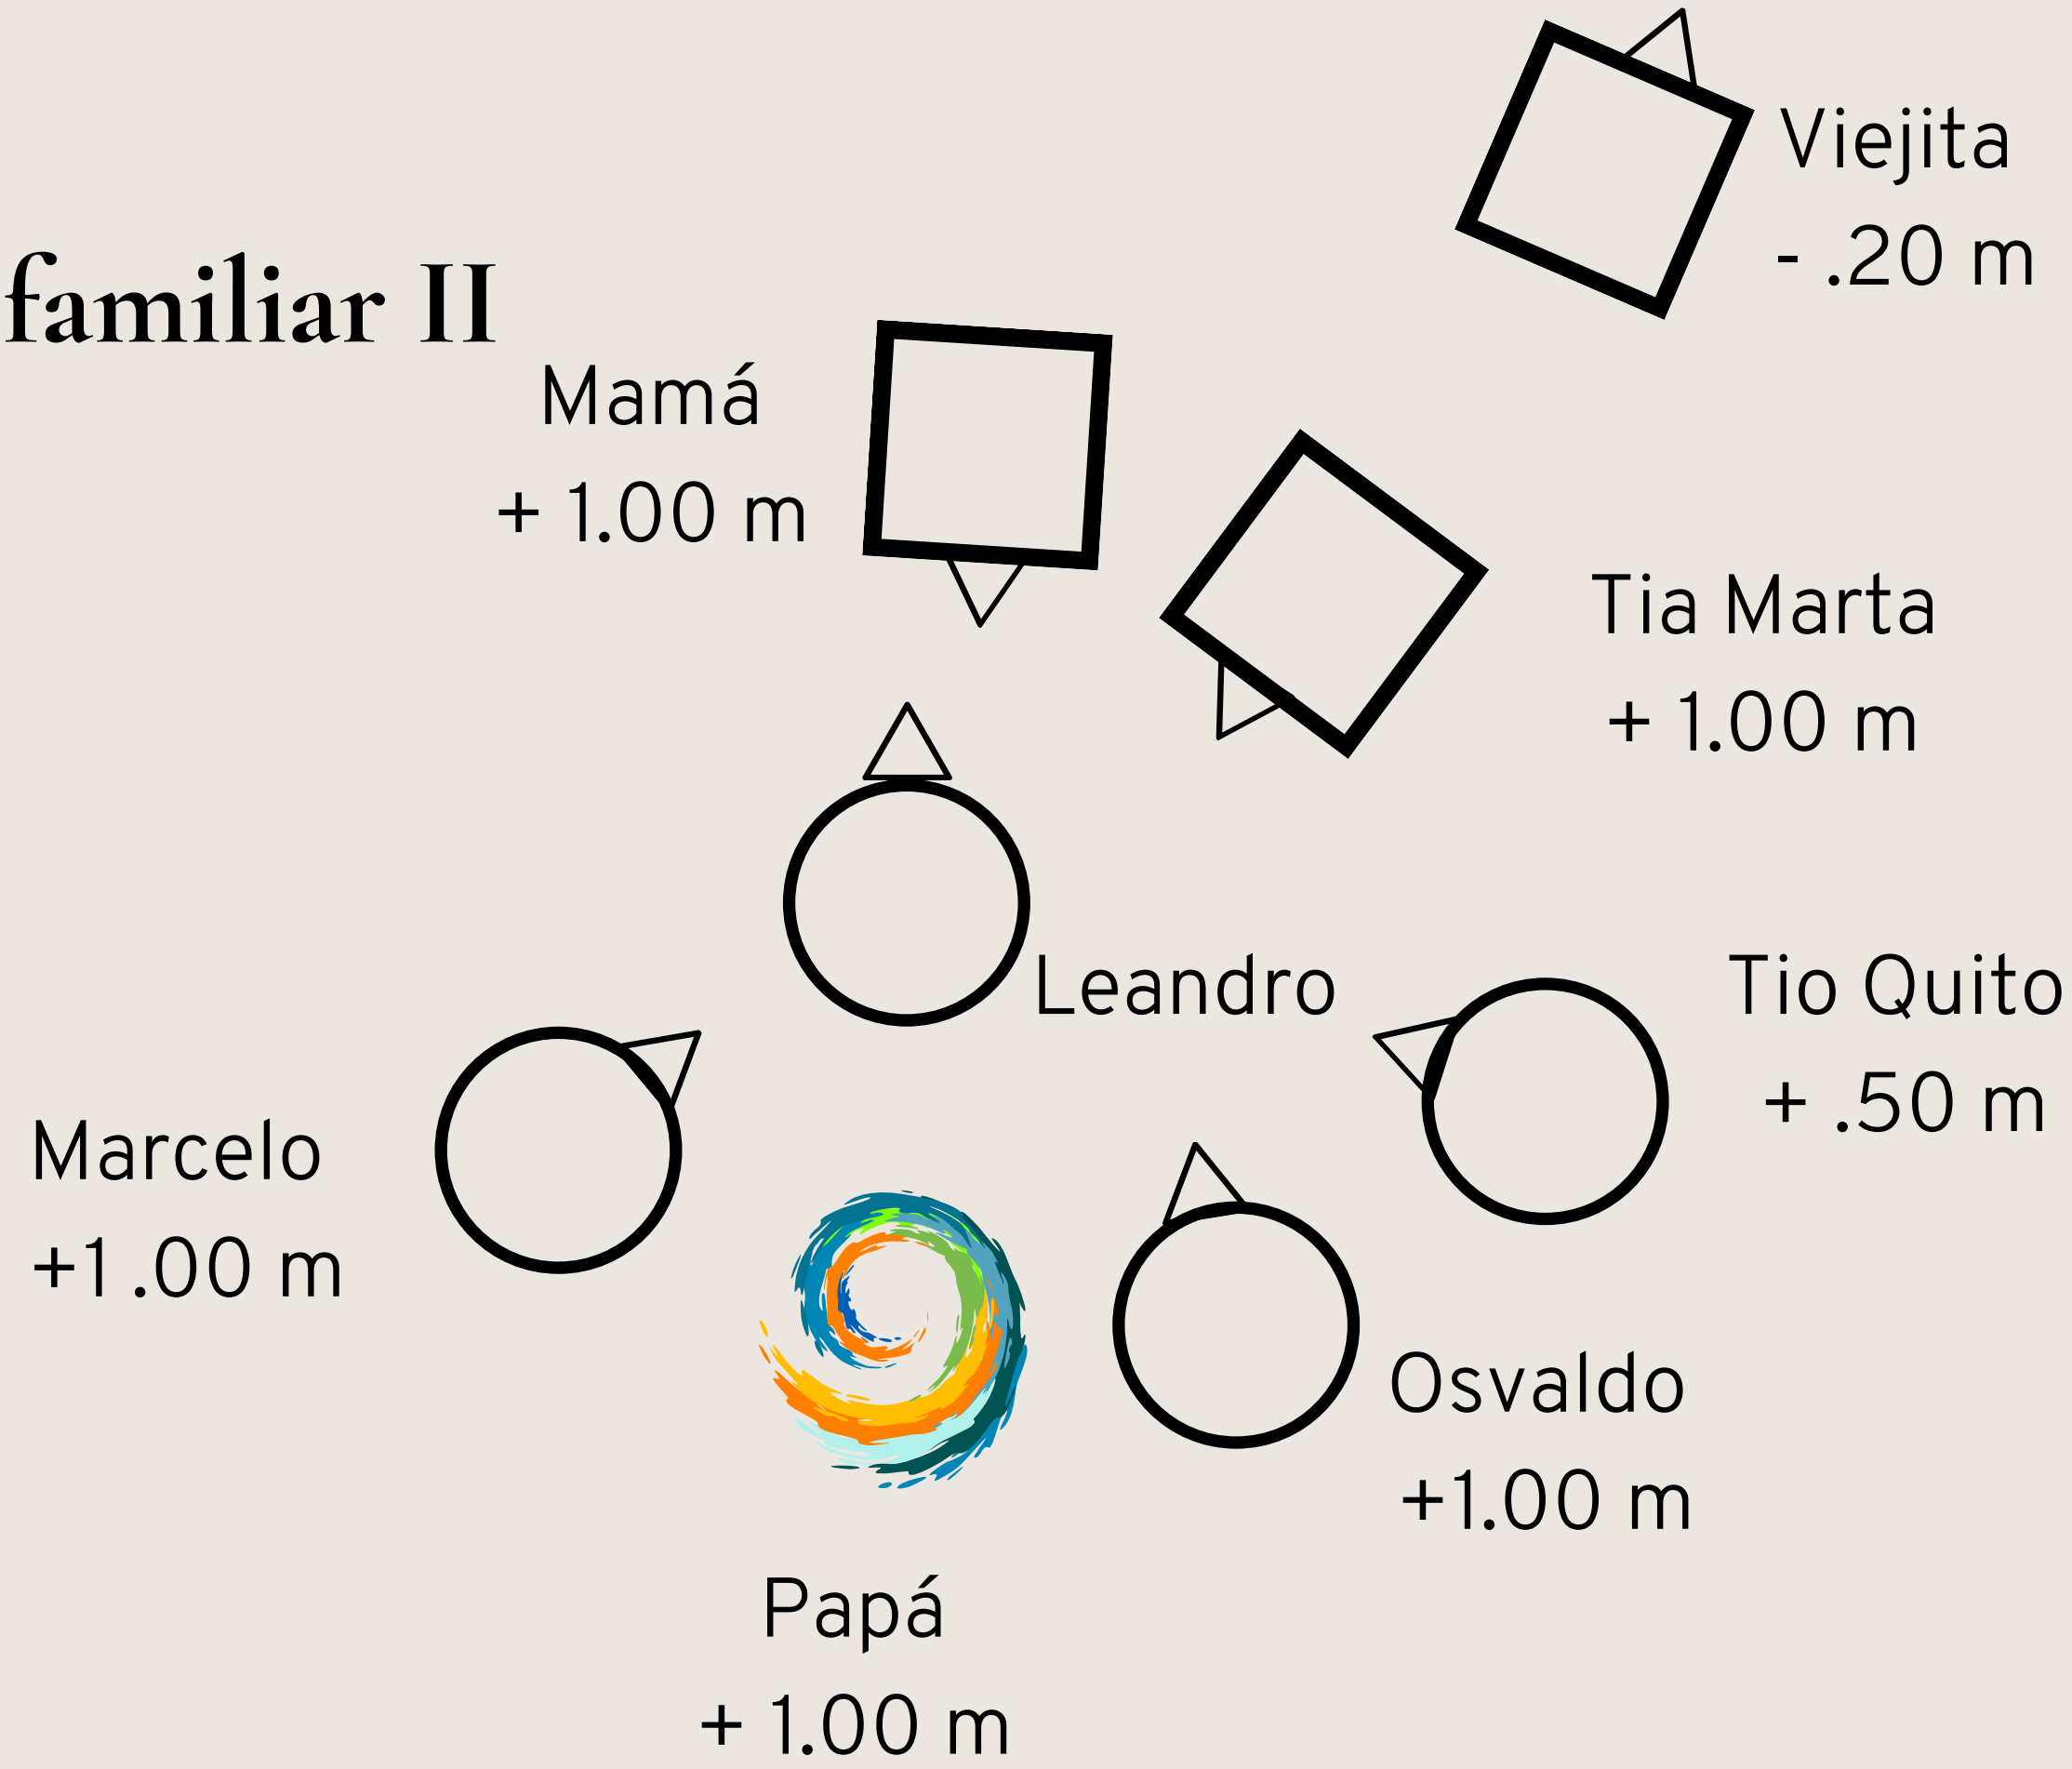 Viejita
- .20 m
familiar II
Mamá
+ 1.00 m
Tia Marta
+ 1.00 m
Leandro
Tio Quito
+ .50 m
Marcelo
+1 .00 m
Osvaldo
+1.00 m
Papá
+ 1.00 m